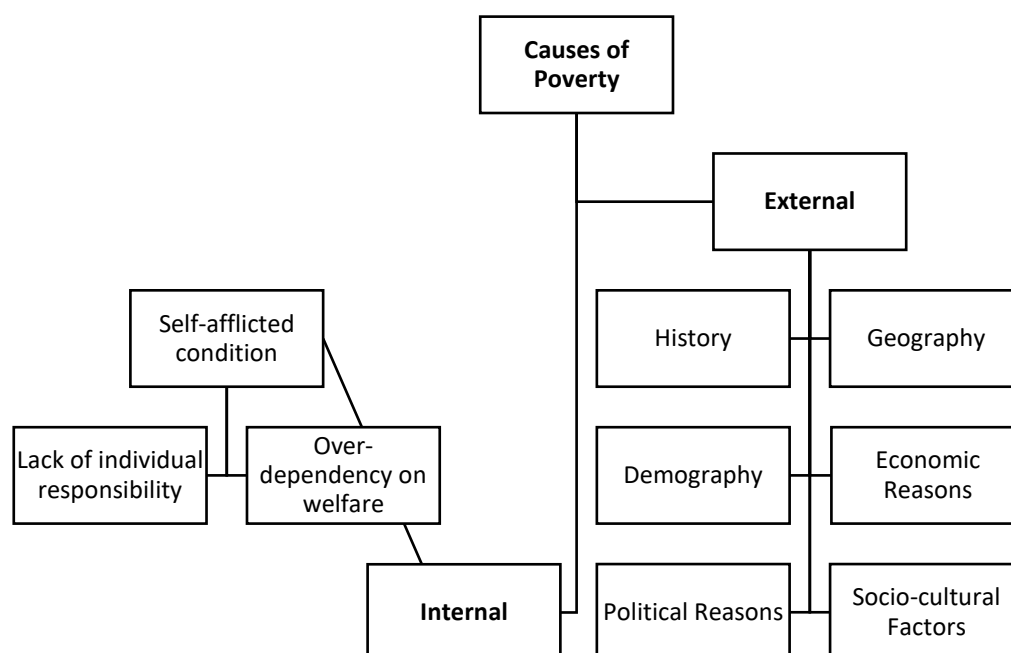 Causes of
Poverty
External
Self-afflicted
condition
History
Geography
Lack of individual
responsibility
Over-
dependency on
welfare
Demography
Economic
Reasons
Internal
Political Reasons
Socio-cultural
Factors